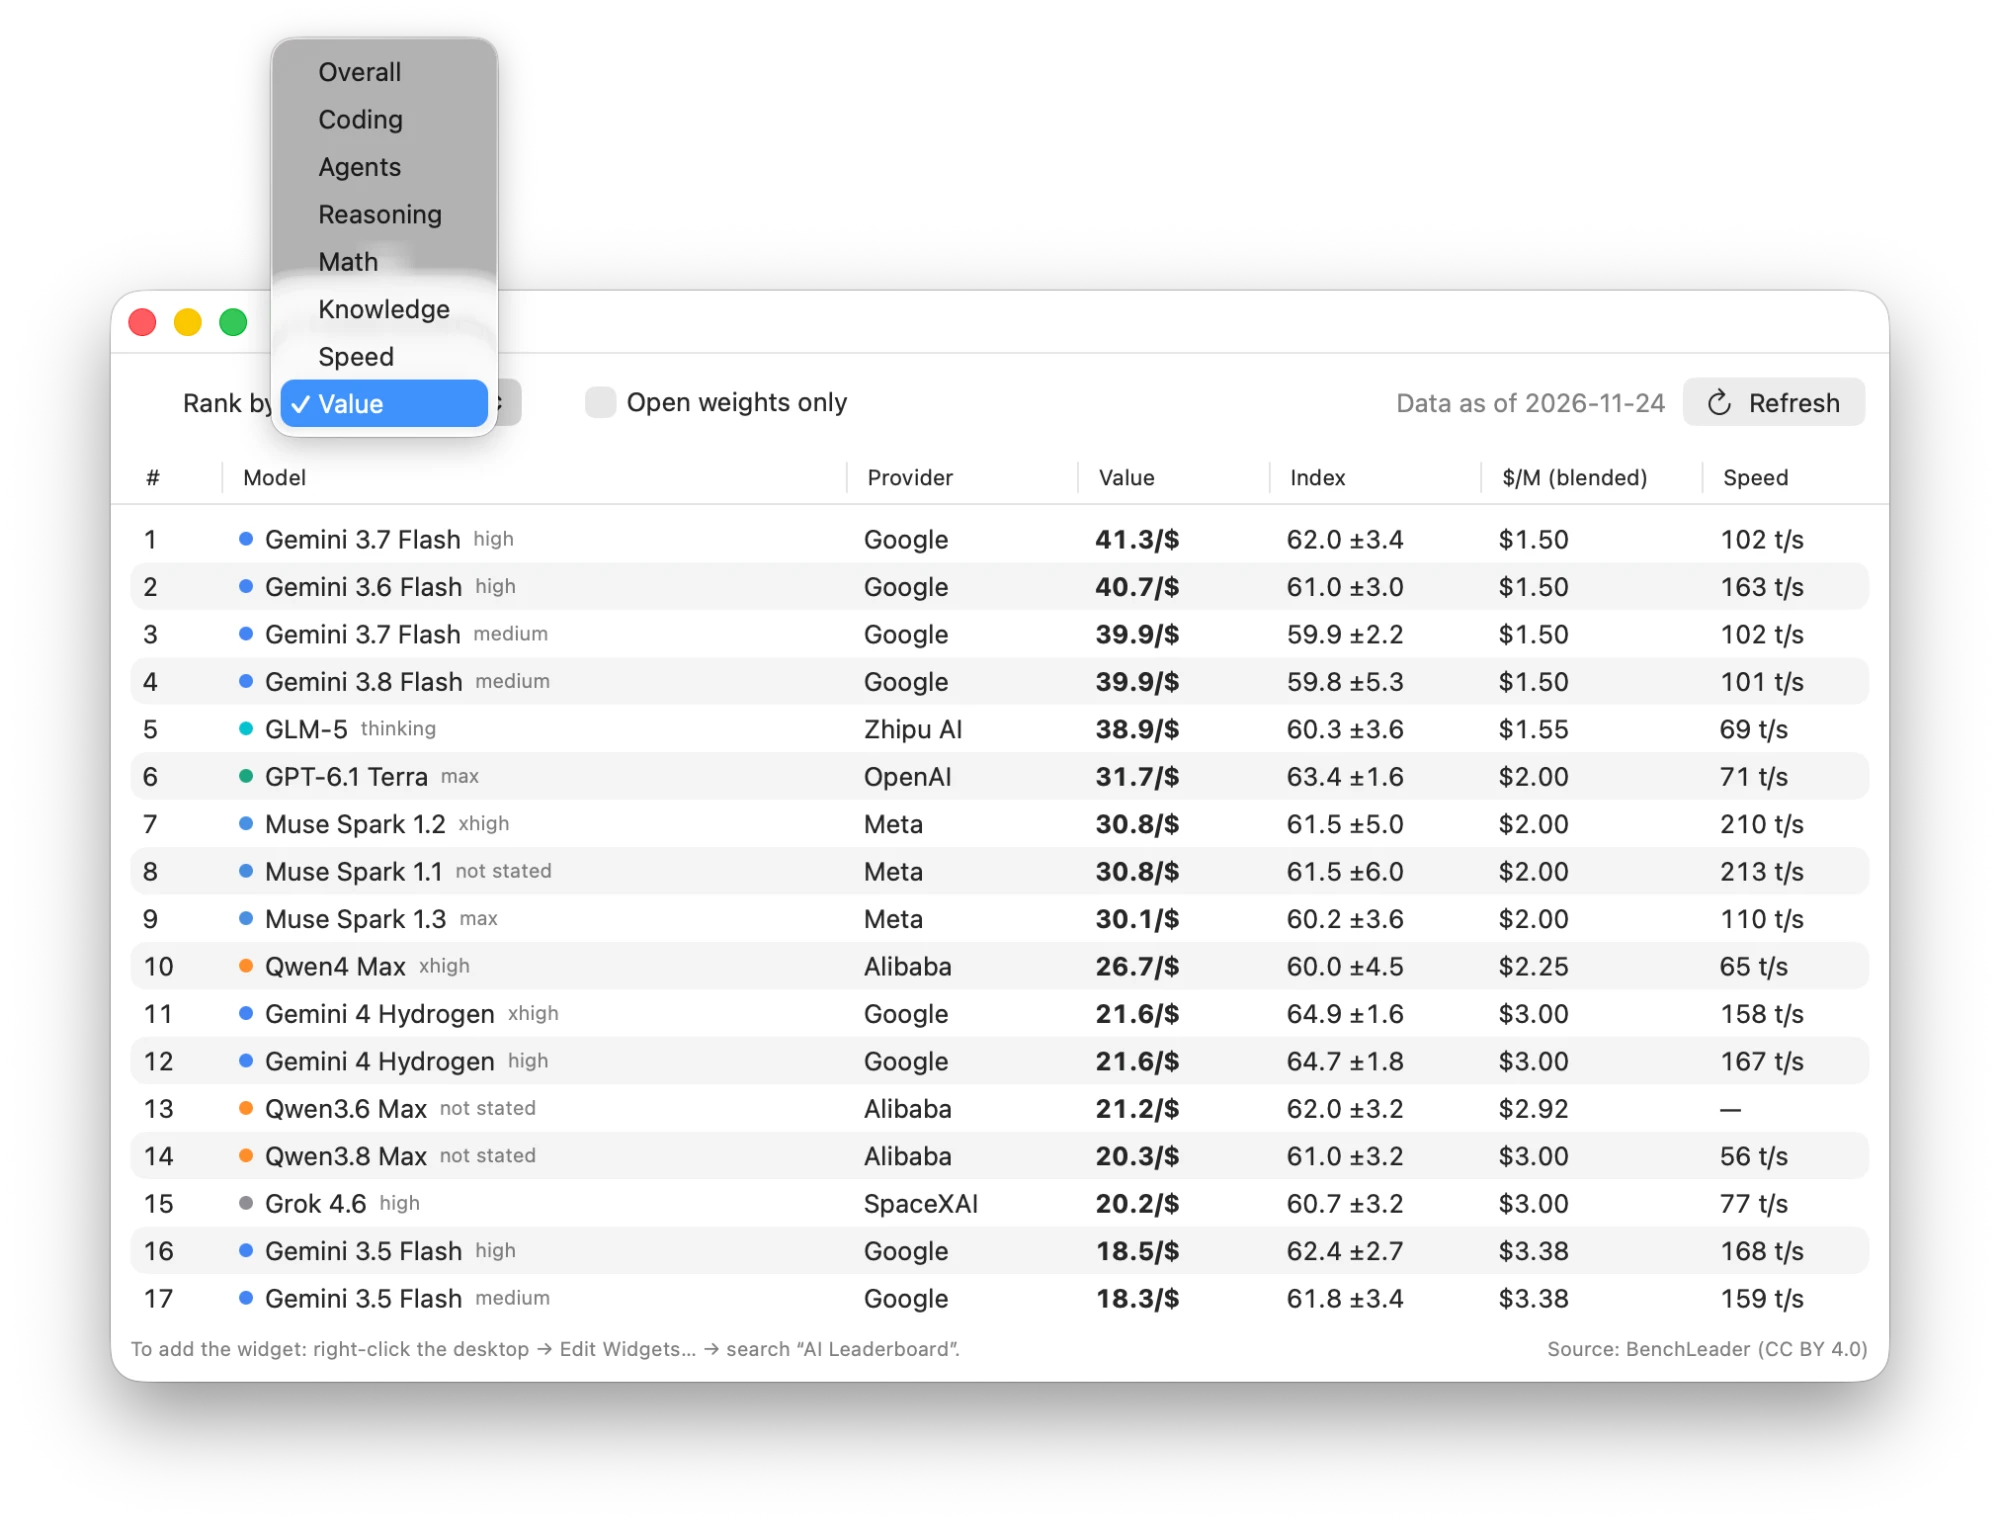 Overall
Coding
Agents
Reasoning
Math
Knowledge
Speed
Rank by ✓ Value Open weights only Data as of 2026-11-24 Refresh
# Model Provider Value Index $/M (blended) Speed
1 Gemini 3.7 Flash high Google 41.3/$ 62.0 ±3.4 $1.50 102 t/s
2 Gemini 3.6 Flash high Google 40.7/$ 61.0 ±3.0 $1.50 163 t/s
3 Gemini 3.7 Flash medium Google 39.9/$ 59.9 ±2.2 $1.50 102 t/s
4 Gemini 3.8 Flash medium Google 39.9/$ 59.8 ±5.3 $1.50 101 t/s
5 GLM-5 thinking Zhipu AI 38.9/$ 60.3 ±3.6 $1.55 69 t/s
6 GPT-6.1 Terra max OpenAI 31.7/$ 63.4 ±1.6 $2.00 71 t/s
7 Muse Spark 1.2 xhigh Meta 30.8/$ 61.5 ±5.0 $2.00 210 t/s
8 Muse Spark 1.1 not stated Meta 30.8/$ 61.5 ±6.0 $2.00 213 t/s
9 Muse Spark 1.3 max Meta 30.1/$ 60.2 ±3.6 $2.00 110 t/s
10 Qwen4 Max xhigh Alibaba 26.7/$ 60.0 ±4.5 $2.25 65 t/s
11 Gemini 4 Hydrogen xhigh Google 21.6/$ 64.9 ±1.6 $3.00 158 t/s
12 Gemini 4 Hydrogen high Google 21.6/$ 64.7 ±1.8 $3.00 167 t/s
13 Qwen3.6 Max not stated Alibaba 21.2/$ 62.0 ±3.2 $2.92 —
14 Qwen3.8 Max not stated Alibaba 20.3/$ 61.0 ±3.2 $3.00 56 t/s
15 Grok 4.6 high SpaceXAI 20.2/$ 60.7 ±3.2 $3.00 77 t/s
16 Gemini 3.5 Flash high Google 18.5/$ 62.4 ±2.7 $3.38 168 t/s
17 Gemini 3.5 Flash medium Google 18.3/$ 61.8 ±3.4 $3.38 159 t/s
To add the widget: right-click the desktop → Edit Widgets... → search “AI Leaderboard”. Source: BenchLeader (CC BY 4.0)